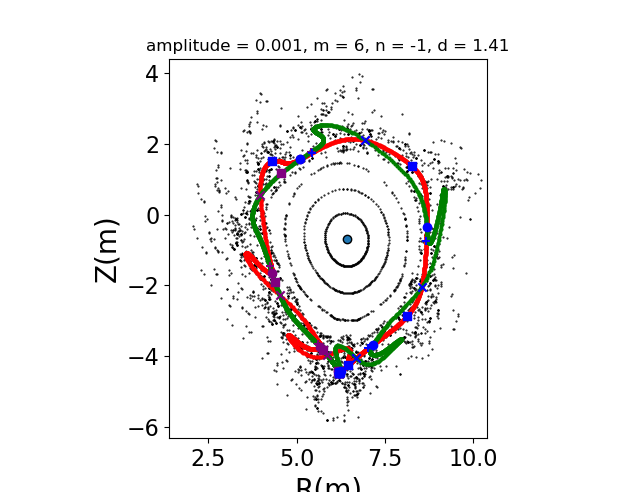 amplitude = 0.001, m = 6, n = -1, d = 1.41
4
2
0
−2
−4
−6
Z(m)
2.5 5.0 7.5 10.0
R(m)